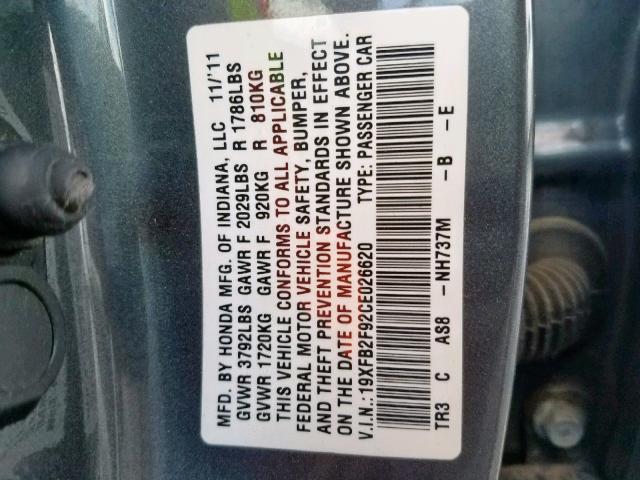 MFD. BY HONDA MFG. OF INDIANA, LLC 11/'11
GVWR 3792LBS GAWR F 2029LBS R 1786LBS
GVWR 1720KG GAWR F 920KG R 810KG
THIS VEHICLE CONFORMS TO ALL APPLICABLE
FEDERAL MOTOR VEHICLE SAFETY, BUMPER,
AND THEFT PREVENTION STANDARDS IN EFFECT
ON THE DATE OF MANUFACTURE SHOWN ABOVE.
V.I.N.: 19XFB2F92CE026620 TYPE: PASSENGER CAR
TR3 C AS8 - NH737M - B - E